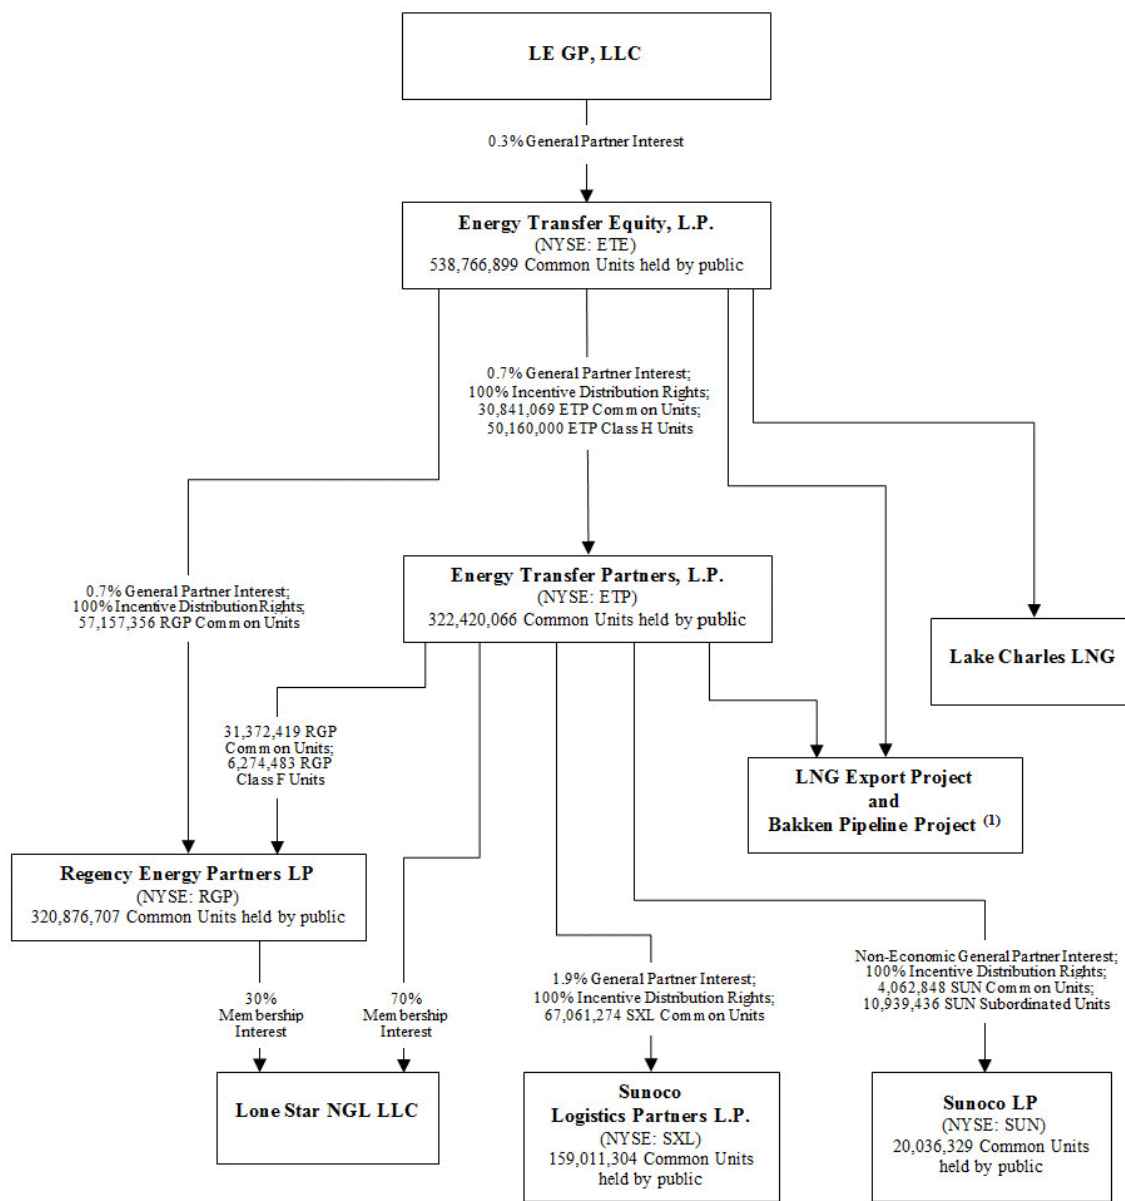 LE GP, LLC
0.3% General Partner Interest
Energy Transfer Equity, L.P.
(NYSE: ETE)
538,766,899 Common Units held by public
0.7% General Partner Interest;
100% Incentive Distribution Rights;
30,841,069 ETP Common Units;
50,160,000 ETP Class H Units
Energy Transfer Partners, L.P.
(NYSE: ETP)
322,420,066 Common Units held by public
0.7% General Partner Interest;
100% Incentive Distribution Rights;
57,157,356 RGP Common Units
Lake Charles LNG
31,372,419 RGP
Common Units;
6,274,483 RGP
Class F Units
LNG Export Project
and
Bakken Pipeline Project (1)
Regency Energy Partners LP
(NYSE: RGP)
320,876,707 Common Units held by public
30%
Membership
Interest
70%
Membership
Interest
1.9% General Partner Interest;
100% Incentive Distribution Rights;
67,061,274 SXL Common Units
Non-Economic General Partner Interest;
100% Incentive Distribution Rights;
4,062,848 SUN Common Units;
10,939,436 SUN Subordinated Units
Lone Star NGL LLC
Sunoco
Logistics Partners L.P.
(NYSE: SXL)
159,011,304 Common Units
held by public
Sunoco LP
(NYSE: SUN)
20,036,329 Common Units
held by public